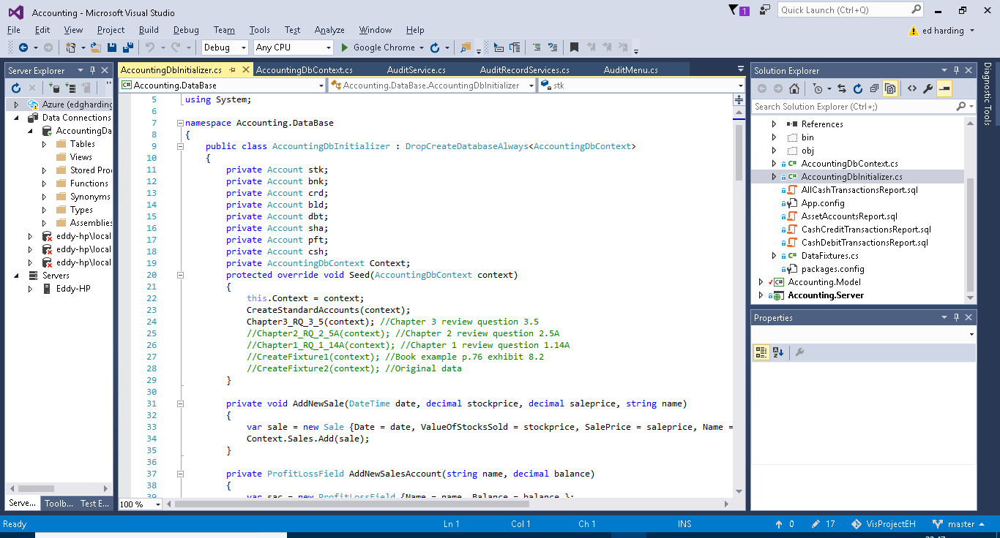 Accounting - Microsoft Visual Studio
1
Quick Launch (Ctrl+Q)
File Edit View Project Build Debug Team Tools Test Analyze Window Help
ed harding
Debug Any CPU Google Chrome
Server Explorer
Azure (edgharding
Data Connections
AccountingDa
Tables
Views
Stored Pro
Functions
Synonyms
Types
Assemblies
eddy-hp\local
eddy-hp\local
eddy-hp\local
Servers
Eddy-HP
Serve... Toolb... Test E...
AccountingDbInitializer.cs AccountingDbContext.cs AuditService.cs AuditRecordServices.cs AuditMenu.cs
Accounting.DataBase Accounting.DataBase.AccountingDbInitializer stk
5 using System;
6
7 namespace Accounting.DataBase
8 {
9 public class AccountingDbInitializer : DropCreateDatabaseAlways<AccountingDbContext>
10 {
11 private Account stk;
12 private Account bnk;
13 private Account crd;
14 private Account bld;
15 private Account dbt;
16 private Account sha;
17 private Account pft;
18 private Account csh;
19 private AccountingDbContext Context;
20 protected override void Seed(AccountingDbContext context)
21 {
22 this.Context = context;
23 CreateStandardAccounts(context);
24 Chapter3_RQ_3_5(context); //Chapter 3 review question 3.5
25 //Chapter2_RQ_2_5A(context); //Chapter 2 review question 2.5A
26 //Chapter1_RQ_1_14A(context); //Chapter 1 review question 1.14A
27 //CreateFixture1(context); //Book example p.76 exhibit 8.2
28 //CreateFixture2(context); //Original data
29 }
30
31 private void AddNewSale(DateTime date, decimal stockprice, decimal saleprice, string name)
32 {
33 var sale = new Sale {Date = date, ValueOfStocksSold = stockprice, SalePrice = saleprice, Name =
34 Context.Sales.Add(sale);
35 }
36
37 private ProfitLossField AddNewSalesAccount(string name, decimal balance)
38 {
39 var sac = new ProfitLossField {Name = name, Balance = balance };
100 %
Solution Explorer
Search Solution Explorer (Ctrl+;)
References
bin
obj
C# AccountingDbContext.cs
C# AccountingDbInitializer.cs
AllCashTransactionsReport.sql
App.config
AssetAccountsReport.sql
CashCreditTransactionsReport.sql
CashDebitTransactionsReport.sql
C# DataFixtures.cs
packages.config
C# Accounting.Model
Accounting.Server
Properties
Diagnostic Tools
Ready Ln 1 Col 1 Ch 1 INS 0 17 VisProjectEH master